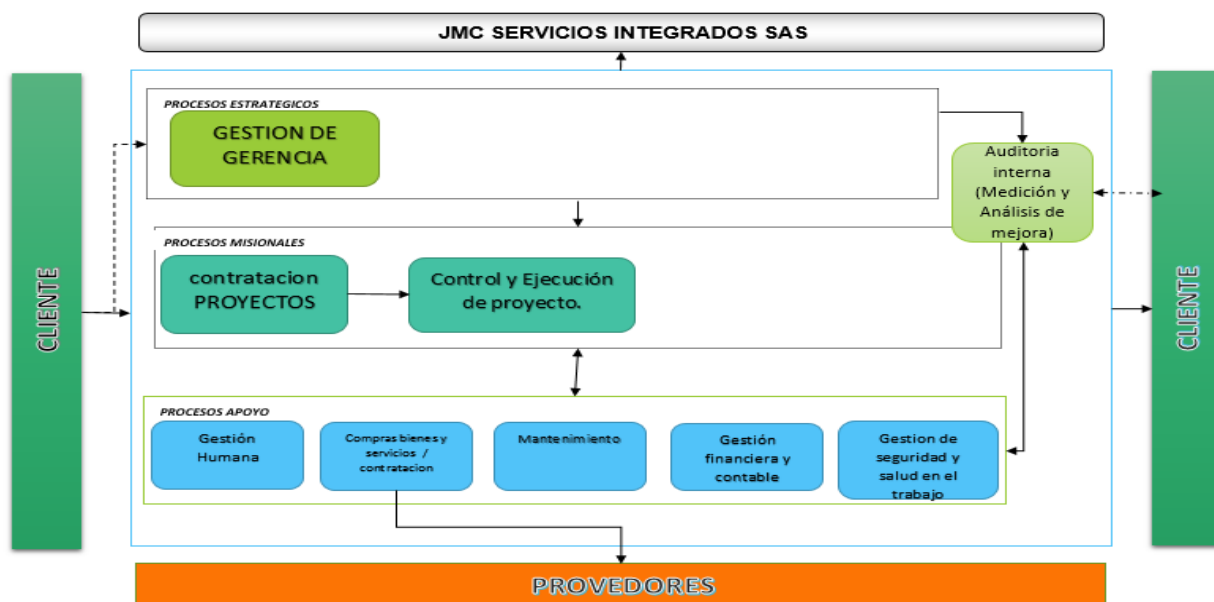 JMC SERVICIOS INTEGRADOS SAS
CLIENTE
PROCESOS ESTRATEGICOS
GESTION DE
GERENCIA
Auditoria
interna
(Medición y
Análisis de
mejora)
PROCESOS MISIONALES
contratacion
PROYECTOS
Control y Ejecución
de proyecto.
CLIENTE
PROCESOS APOYO
Gestión
Humana
Compras bienes y
servicios /
contratacion
Mantenimiento
Gestión
financiera y
contable
Gestion de
seguridad y
salud en el
trabajo
PROVEDORES